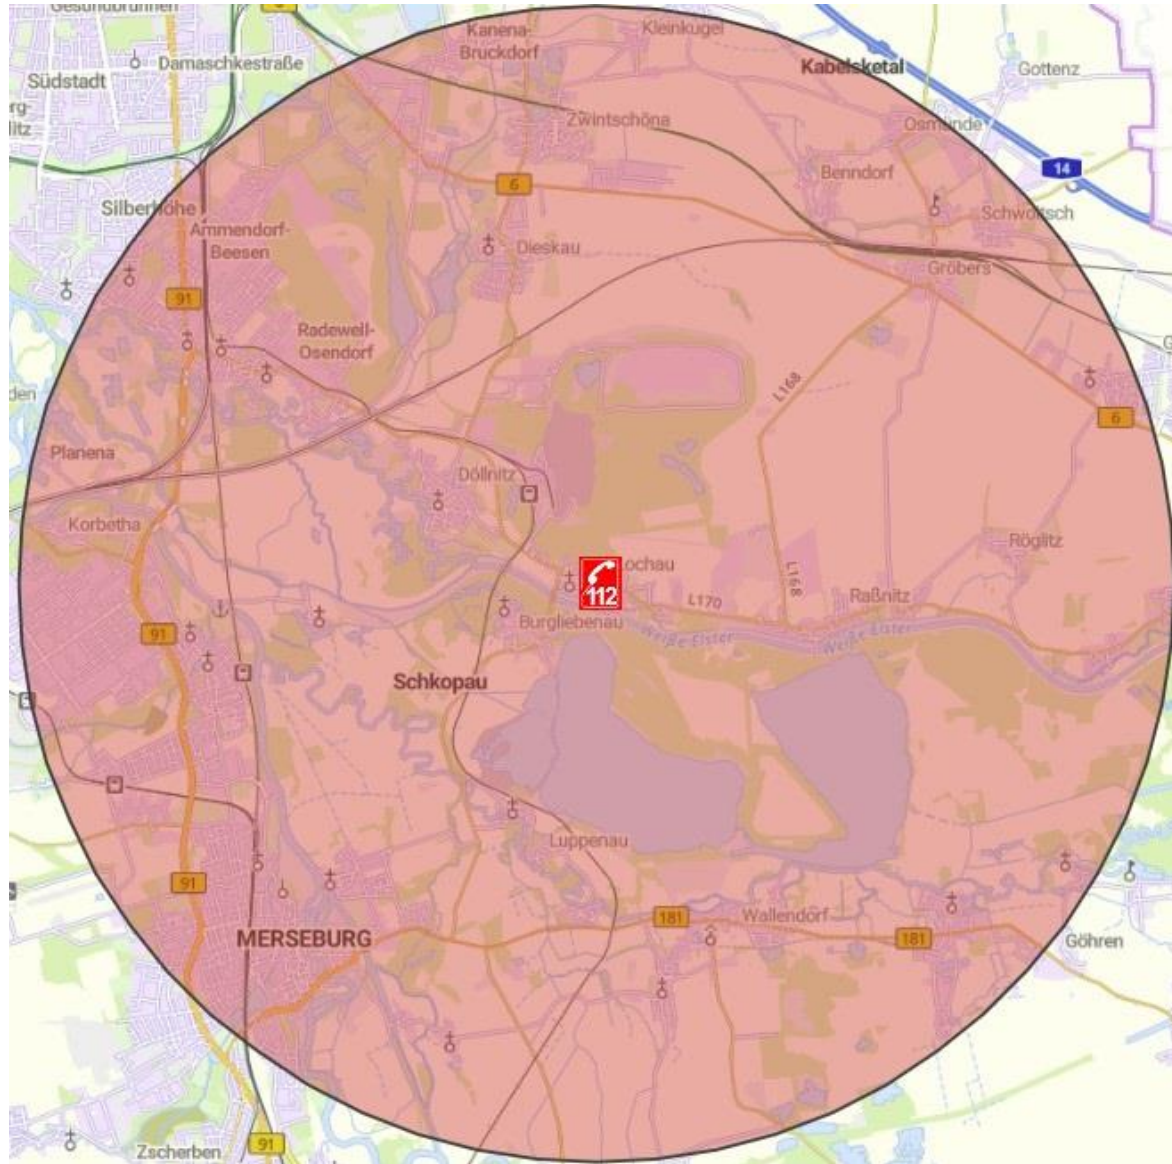 Kanena-
Bruckdorf
Kleinkugel
Damaschkestraße
Kabelsketal
Gottenz
Südstadt
Zwintschöna
Osmünde
14
Benndorf
6
Silberhöhe
Schwoitsch
Ammendorf-
Beesen
Dieskau
Gröbers
91
Radewell-
Osendorf
L168
6
Planena
Döllnitz
Korbetha
Röglitz
112
ochau
L168
Raßnitz
L170
Burgliebenau
91
Weiße Elster
Weiße Elster
Schkopau
Luppenau
91
181
Wallendorf
MERSEBURG
181
Göhren
Zscherben
91